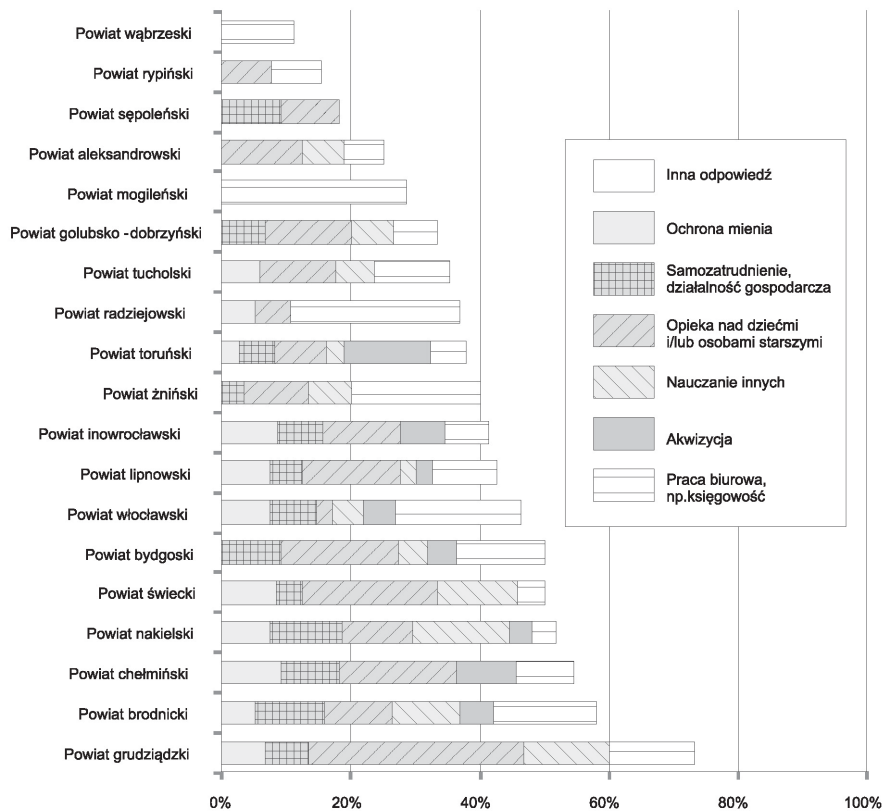 Powiat wąbrzeski
Powiat rypiński
Powiat sępoleński
Powiat aleksandrowski
Powiat mogileński
Powiat golubsko -dobrzyński
Powiat tucholski
Powiat radziejowski
Powiat toruński
Powiat żniński
Powiat inowrocławski
Powiat lipnowski
Powiat włocławski
Powiat bydgoski
Powiat świecki
Powiat nakielski
Powiat chełmiński
Powiat brodnicki
Powiat grudziądzki
0% 20% 40% 60% 80% 100%
Inna odpowiedź
Ochrona mienia
Samozatrudnienie,
działalność gospodarcza
Opieka nad dziećmi
i/lub osobami starszymi
Nauczanie innych
Akwizycja
Praca biurowa,
np.księgowość